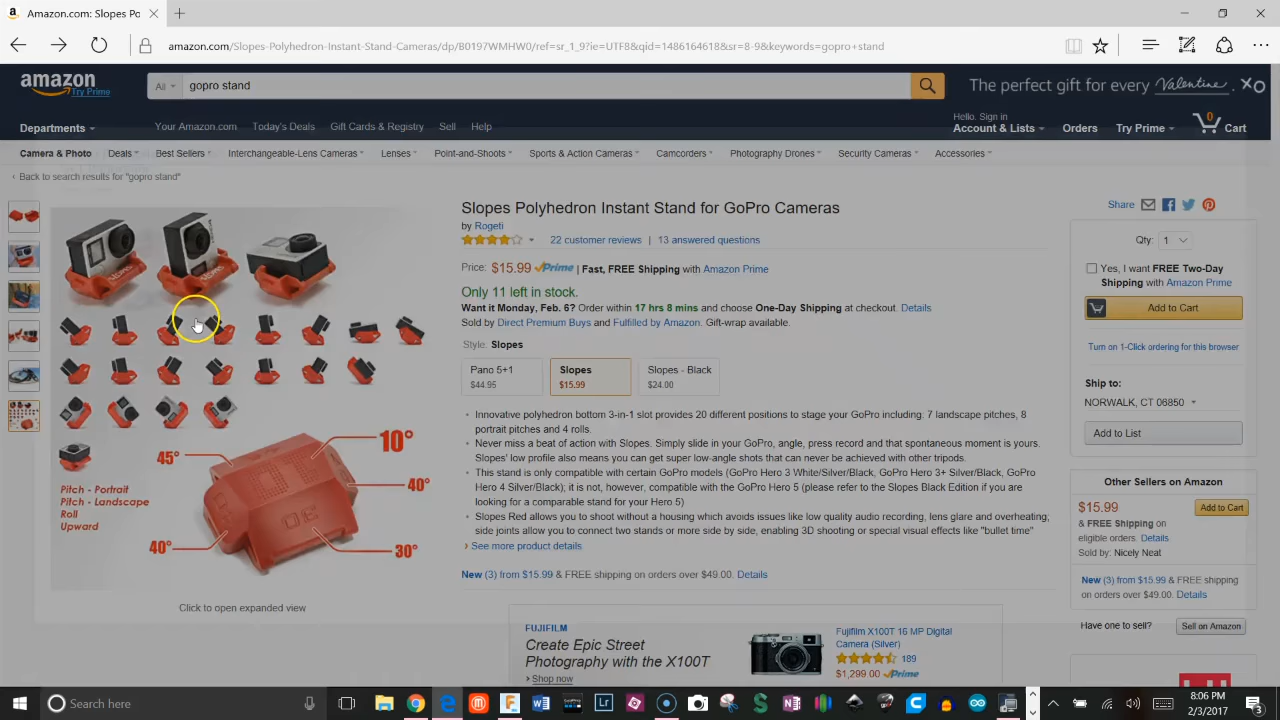 Amazon.com: Slopes Po
amazon.com/Slopes-Polyhedron-Instant-Stand-Cameras/dp/B0197WMHW0/ref=sr_1_9?ie=UTF8&qid=1486164618&sr=8-9&keywords=gopro+stand
amazon
Try Prime
All
gopro stand
The perfect gift for every Valentine.
Departments
Your Amazon.com
Today's Deals
Gift Cards & Registry
Sell
Help
Hello. Sign in
Account & Lists
Orders
Try Prime
0
Cart
Camera & Photo
Deals
Best Sellers
Interchangeable-Lens Cameras
Lenses
Point-and-Shoots
Sports & Action Cameras
Camcorders
Photography Drones
Security Cameras
Accessories
‹ Back to search results for "gopro stand"
Slopes Polyhedron Instant Stand for GoPro Cameras
by Rogeti
22 customer reviews | 13 answered questions
Price: $15.99 Prime | Fast, FREE Shipping with Amazon Prime
Only 11 left in stock.
Want it Monday, Feb. 6? Order within 17 hrs 8 mins and choose One-Day Shipping at checkout. Details
Sold by Direct Premium Buys and Fulfilled by Amazon. Gift-wrap available.
Style: Slopes
Pano 5+1
$44.95
Slopes
$15.99
Slopes - Black
$24.00
• Innovative polyhedron bottom 3-in-1 slot provides 20 different positions to stage your GoPro including: 7 landscape pitches, 8
portrait pitches and 4 rolls.
• Never miss a beat of action with Slopes. Simply slide in your GoPro, angle, press record and that spontaneous moment is yours.
Slopes' low profile also means you can get super low-angle shots that can never be achieved with other tripods.
• This stand is only compatible with certain GoPro models (GoPro Hero 3 White/Silver/Black, GoPro Hero 3+ Silver/Black, GoPro
Hero 4 Silver/Black); it is not, however, compatible with the GoPro Hero 5 (please refer to the Slopes Black Edition if you are
looking for a comparable stand for your Hero 5)
• Slopes Red allows you to shoot without a housing which avoids issues like low quality audio recording, lens glare and overheating;
side joints allow you to connect two stands or more side by side, enabling 3D shooting or special visual effects like "bullet time"
› See more product details
New (3) from $15.99 & FREE shipping on orders over $49.00. Details
45°
10°
40°
40°
30°
Pitch - Portrait
Pitch - Landscape
Roll
Upward
Click to open expanded view
Share
Qty: 1
Yes, I want FREE Two-Day
Shipping with Amazon Prime
Add to Cart
Turn on 1-Click ordering for this browser
Ship to:
NORWALK, CT 06850
Add to List
Other Sellers on Amazon
$15.99
Add to Cart
& FREE Shipping on
eligible orders. Details
Sold by: Nicely Neat
New (3) from $15.99 & FREE shipping
on orders over $49.00. Details
Have one to sell?
Sell on Amazon
FUJIFILM
Create Epic Street
Photography with the X100T
› Shop now
Fujifilm X100T 16 MP Digital
Camera (Silver)
189
$1,299.00 Prime
Search here
8:06 PM
2/3/2017